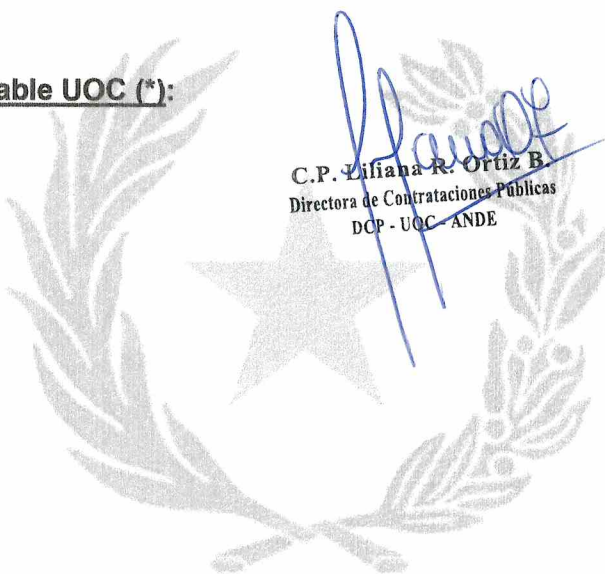 able UOC (*):
C.P. Liliana R. Ortiz B.
Directora de Contrataciones Públicas
DCP - UOC - ANDE